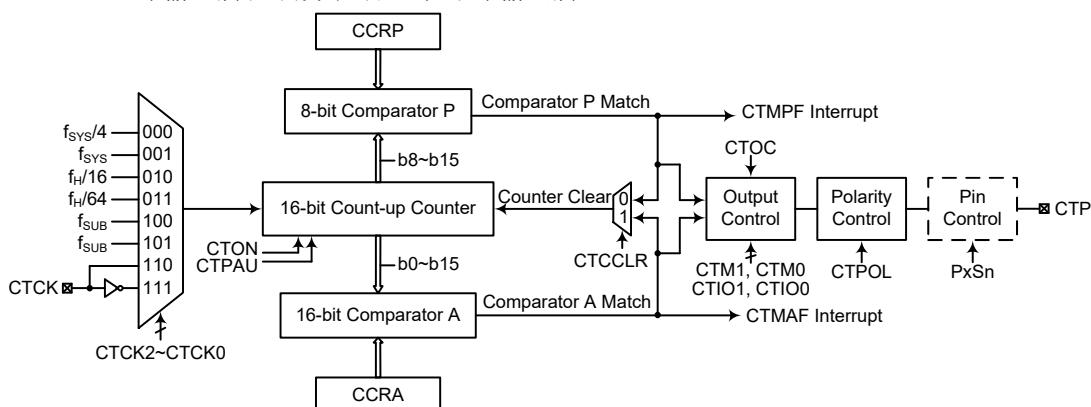 CCRP
8-bit Comparator P
Comparator P Match
CTMPF Interrupt
b8~b15
CTOC
fSYS/4
000
fSYS
001
fH/16
010
fH/64
011
fSUB
100
fSUB
101
110
111
CTCK
CTCK2~CTCK0
16-bit Count-up Counter
Counter Clear
0
1
CTCCLR
Output
Control
Polarity
Control
Pin
Control
CTP
CTON
CTPAU
CTM1, CTM0
CTIO1, CTIO0
CTPOL
PxSn
b0~b15
16-bit Comparator A
Comparator A Match
CTMAF Interrupt
CCRA